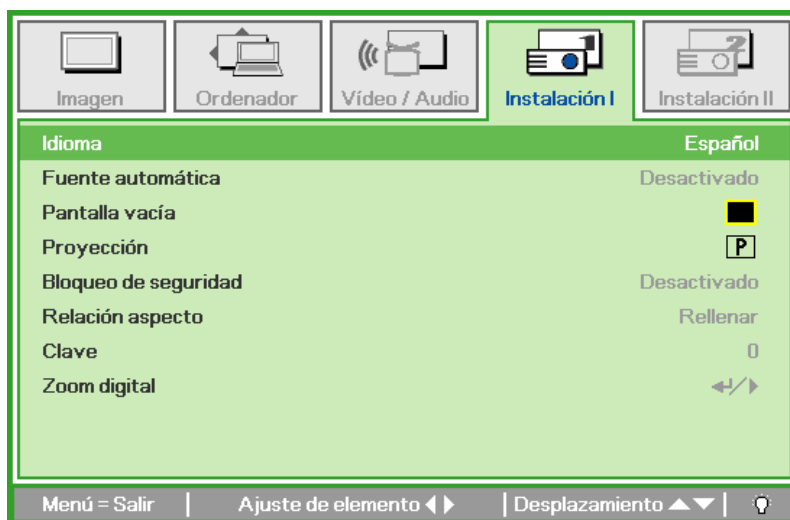 Imagen
Ordenador
Vídeo / Audio
Instalación I
Instalación II
Idioma Español
Fuente automática Desactivado
Pantalla vacía
Proyección P
Bloqueo de seguridad Desactivado
Relación aspecto Rellenar
Clave 0
Zoom digital
Menú = Salir Ajuste de elemento Desplazamiento